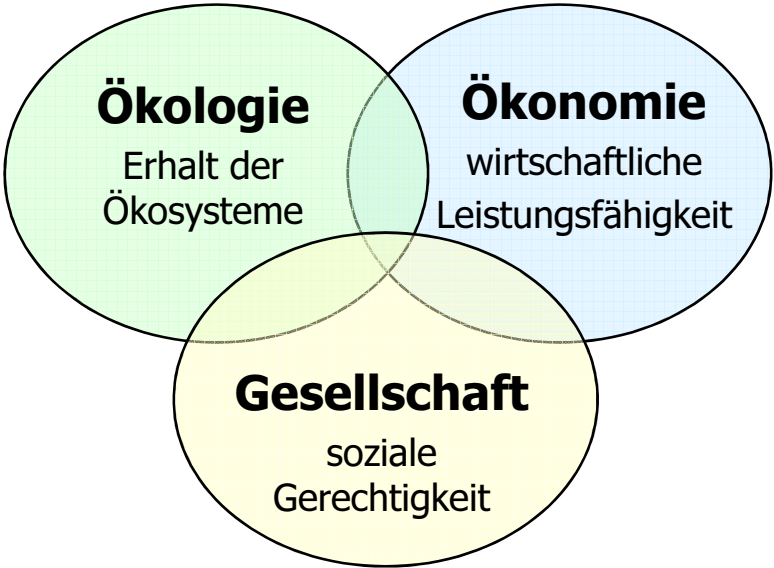 Ökologie
Erhalt der
Ökosysteme
Ökonomie
wirtschaftliche
Leistungsfähigkeit
Gesellschaft
soziale
Gerechtigkeit